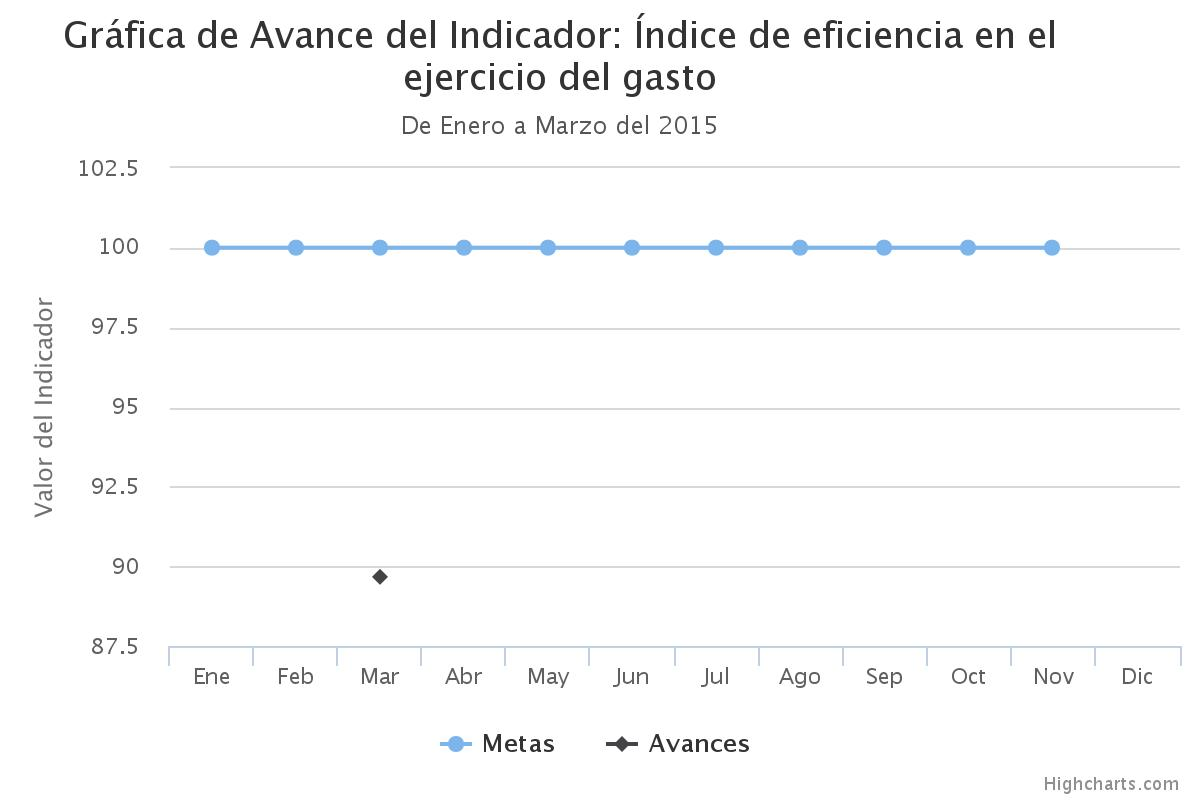 Gráfica de Avance del Indicador: Índice de eficiencia en el
ejercicio del gasto
De Enero a Marzo del 2015
Valor del Indicador
102.5
100
97.5
95
92.5
90
87.5
Ene Feb Mar Abr May Jun Jul Ago Sep Oct Nov Dic
Metas Avances
Highcharts.com